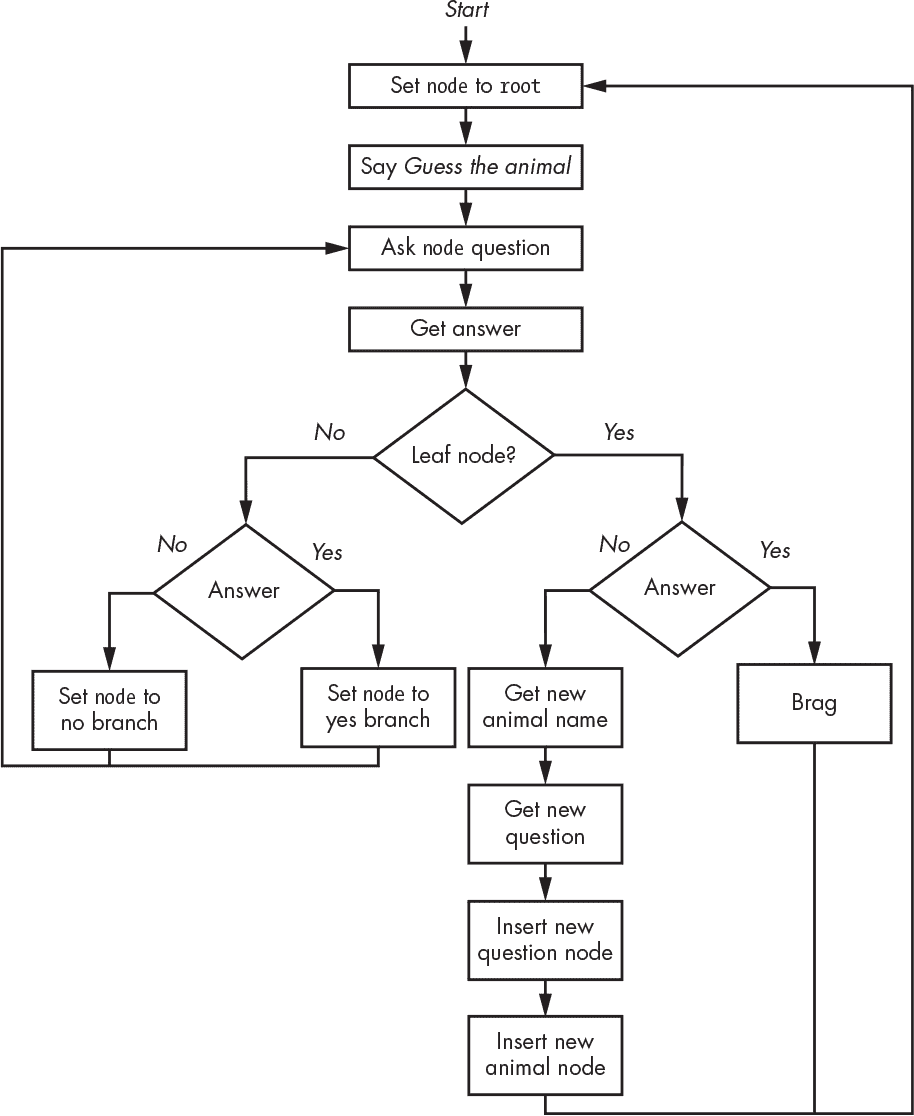 Start
Set node to root
Say Guess the animal
Ask node question
Get answer
Leaf node?
No
Yes
Answer
No
Yes
Answer
No
Yes
Set node to
no branch
Set node to
yes branch
Get new
animal name
Brag
Get new
question
Insert new
question node
Insert new
animal node